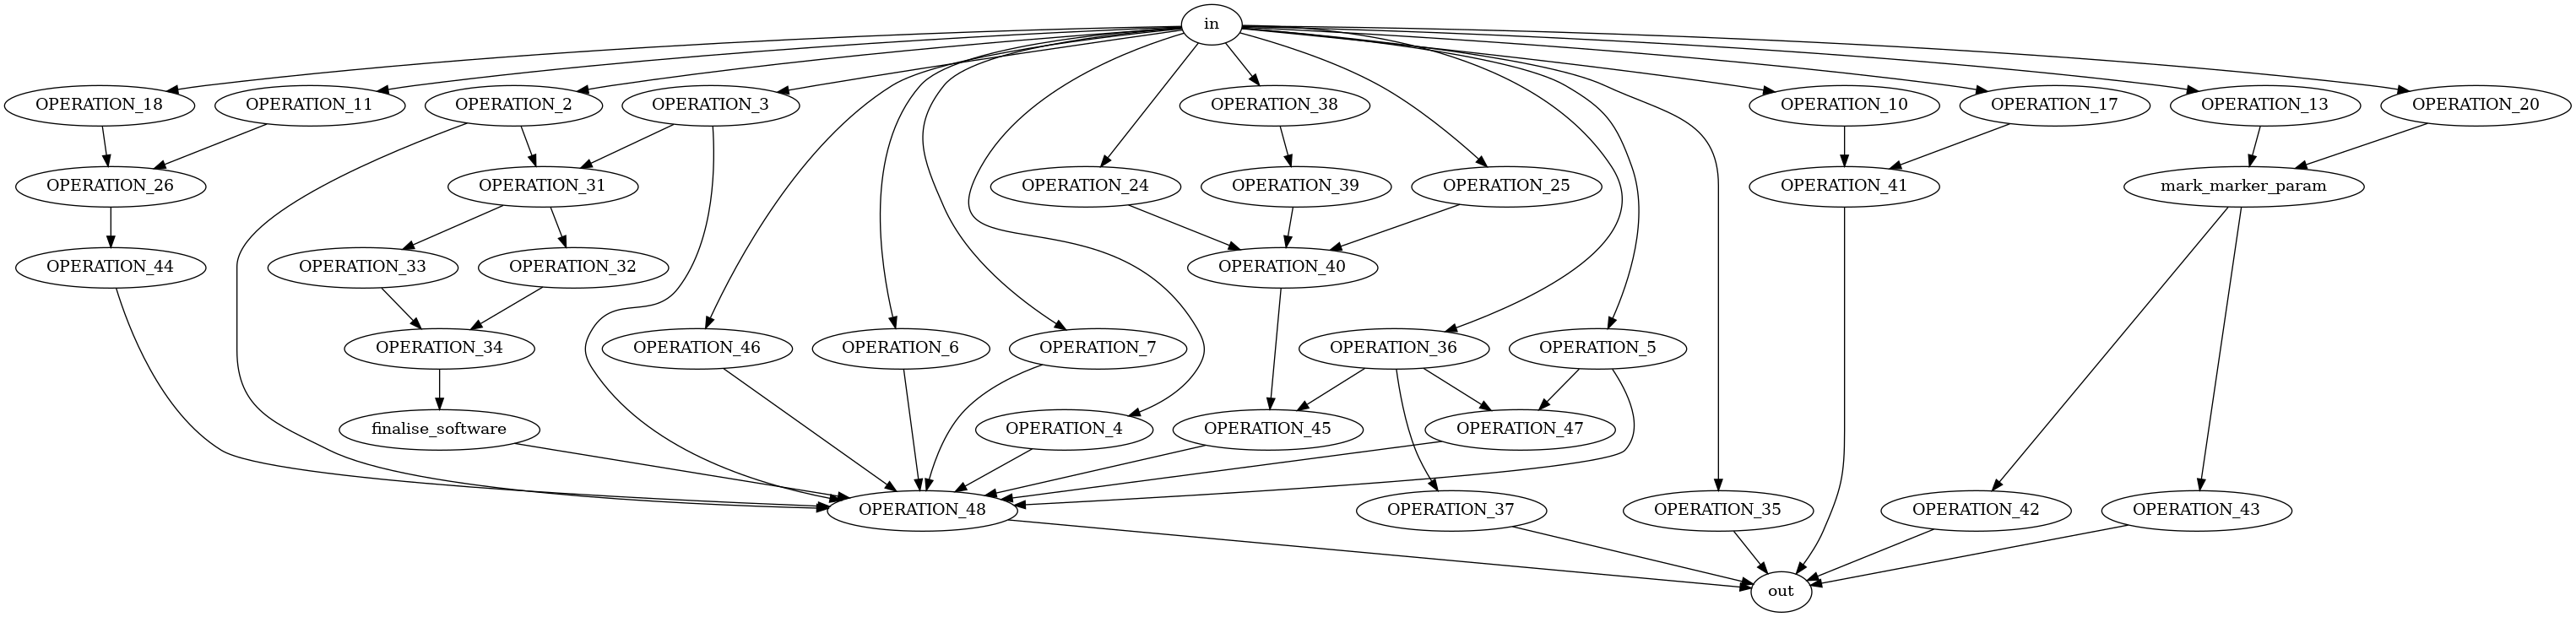 in
OPERATION_18
OPERATION_11
OPERATION_2
OPERATION_3
OPERATION_38
OPERATION_10
OPERATION_17
OPERATION_13
OPERATION_20
OPERATION_26
OPERATION_31
OPERATION_24
OPERATION_39
OPERATION_25
OPERATION_41
mark_marker_param
OPERATION_44
OPERATION_33
OPERATION_32
OPERATION_40
OPERATION_34
OPERATION_46
OPERATION_6
OPERATION_7
OPERATION_36
OPERATION_5
finalise_software
OPERATION_4
OPERATION_45
OPERATION_47
OPERATION_48
OPERATION_37
OPERATION_35
OPERATION_42
OPERATION_43
out